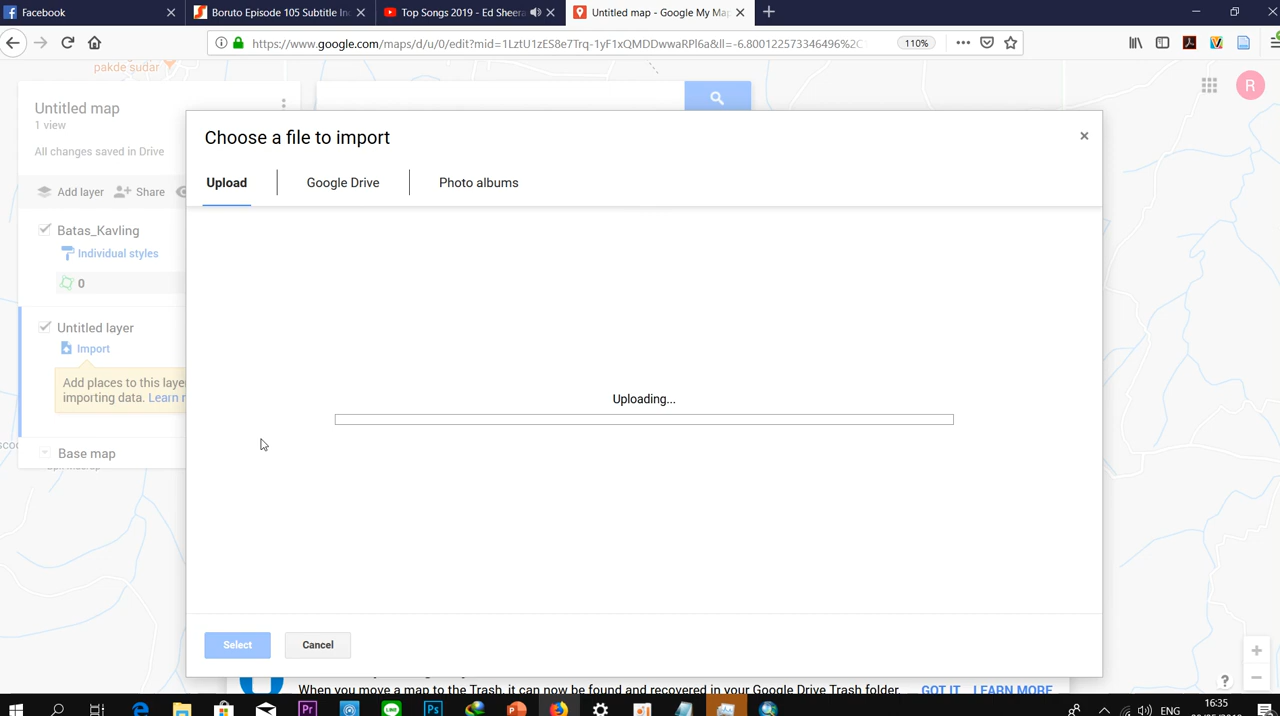 Facebook
Boruto Episode 105 Subtitle In
Top Songs 2019 - Ed Sheera
Untitled map - Google My Ma
https://www.google.com/maps/d/u/0/edit?mid=1LztU1zES8e7Trq-1yF1xQMDDwwaRPl6a&ll=-6.800122573346496%2C
110%
pakde sudar
Untitled map
1 view
All changes saved in Drive
Add layer
Share
R
Choose a file to import
Upload
Google Drive
Photo albums
Batas_Kavling
Individual styles
0
Untitled layer
Import
Add places to this laye
importing data. Learn
Base map
Uploading...
Select
Cancel
When you move a map to the Trash, it can now be found and recovered in your Google Drive Trash folder.
GOT IT
LEARN MORE
Pr
LINE
Ps
ENG
16:35